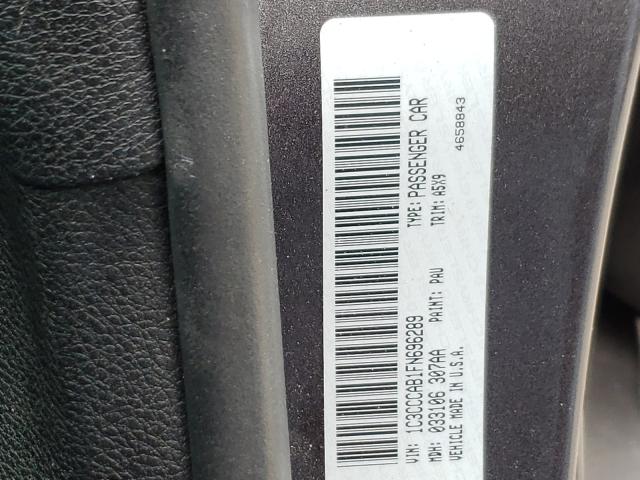 VIN: 1C3CCCAB1FN696289 TYPE: PASSENGER CAR
MDH: 033106 307AA PAINT: PAU TRIM: A5X9
VEHICLE MADE IN U.S.A. 4658843